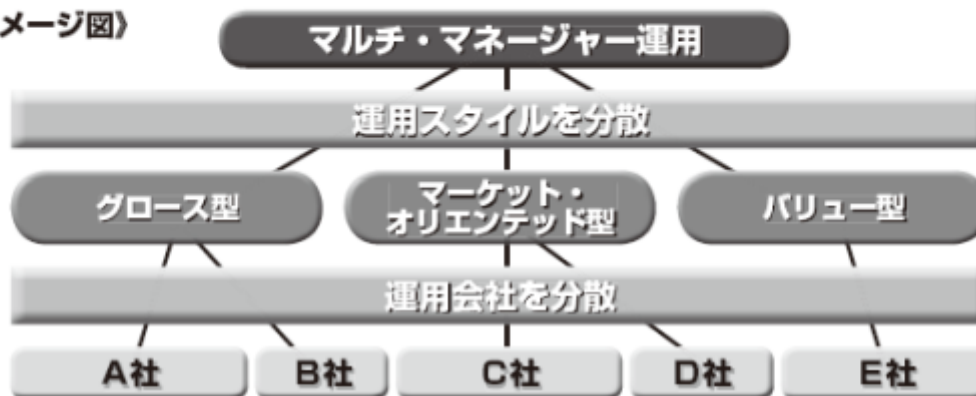 メージ図》
マルチ・マネージャー運用
運用スタイルを分散
グロース型
マーケット・
オリエンテッド型
バリュー型
運用会社を分散
A社
B社
C社
D社
E社